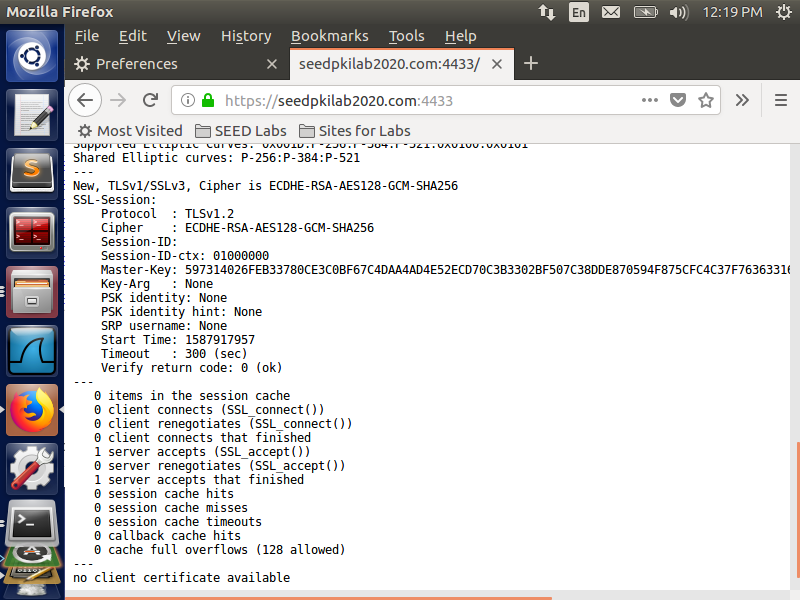 Mozilla Firefox En 12:19 PM
File Edit View History Bookmarks Tools Help
Preferences seedpkilab2020.com:4433/
https://seedpkilab2020.com:4433
Most Visited SEED Labs Sites for Labs
Supported Elliptic Curves: 0x001D:P-256:P-384:P-521:0x0100:0x0101
Shared Elliptic curves: P-256:P-384:P-521
---
New, TLSv1/SSLv3, Cipher is ECDHE-RSA-AES128-GCM-SHA256
SSL-Session:
Protocol : TLSv1.2
Cipher : ECDHE-RSA-AES128-GCM-SHA256
Session-ID:
Session-ID-ctx: 01000000
Master-Key: 597314026FEB33780CE3C0BF67C4DAA4AD4E52ECD70C3B3302BF507C38DDE870594F875CFC4C37F76363316
Key-Arg : None
PSK identity: None
PSK identity hint: None
SRP username: None
Start Time: 1587917957
Timeout : 300 (sec)
Verify return code: 0 (ok)
---
0 items in the session cache
0 client connects (SSL_connect())
0 client renegotiates (SSL_connect())
0 client connects that finished
1 server accepts (SSL_accept())
0 server renegotiates (SSL_accept())
1 server accepts that finished
0 session cache hits
0 session cache misses
0 session cache timeouts
0 callback cache hits
0 cache full overflows (128 allowed)
---
no client certificate available